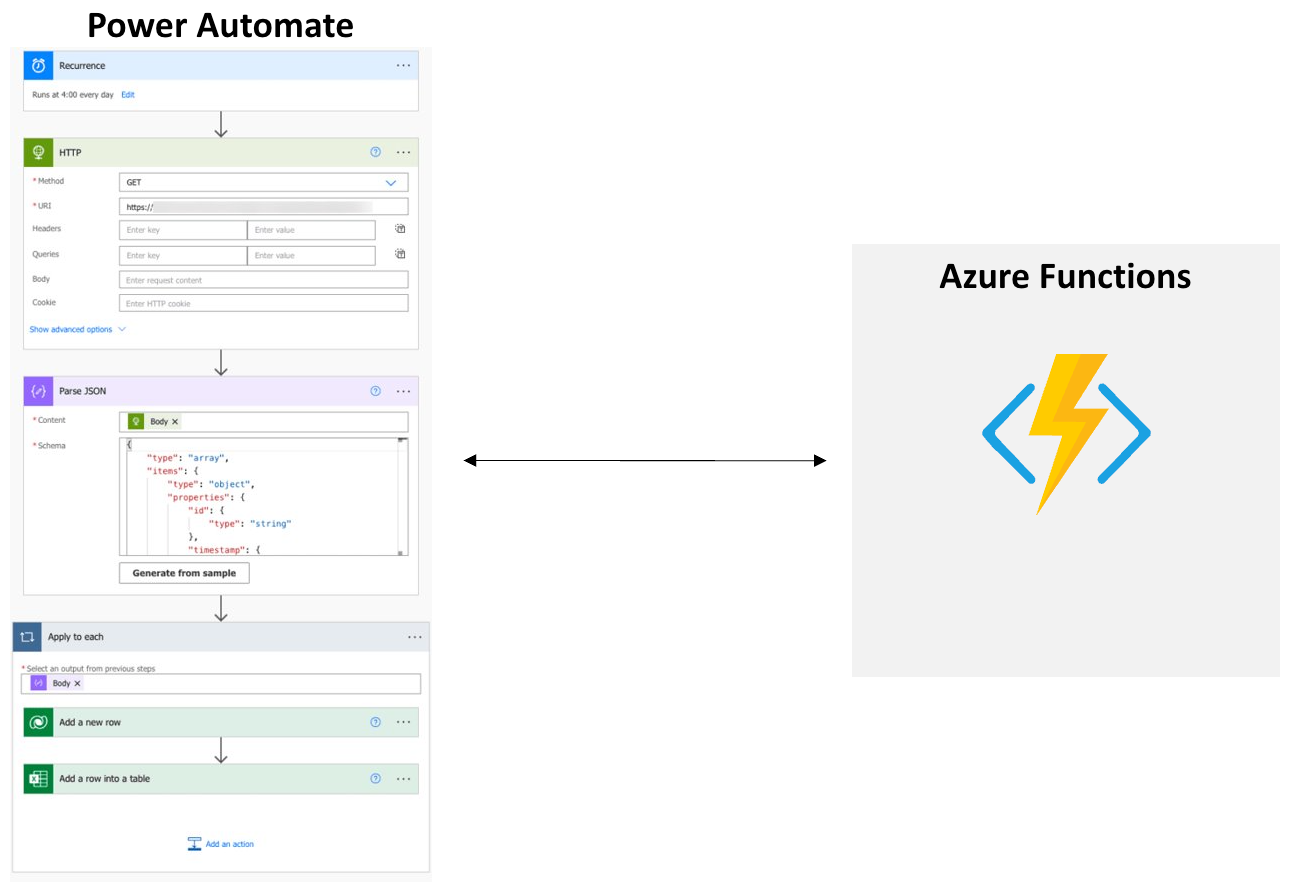 Power Automate
Recurrence
Runs at 4:00 every day Edit
HTTP
* Method GET
* URI https://
Headers Enter key Enter value
Queries Enter key Enter value
Body Enter request content
Cookie Enter HTTP cookie
Show advanced options
Parse JSON
* Content Body ×
* Schema {
"type": "array",
"items": {
"type": "object",
"properties": {
"id": {
"type": "string"
},
"timestamp": {
Generate from sample
Apply to each
* Select an output from previous steps
Body ×
Add a new row
Add a row into a table
Add an action
Azure Functions